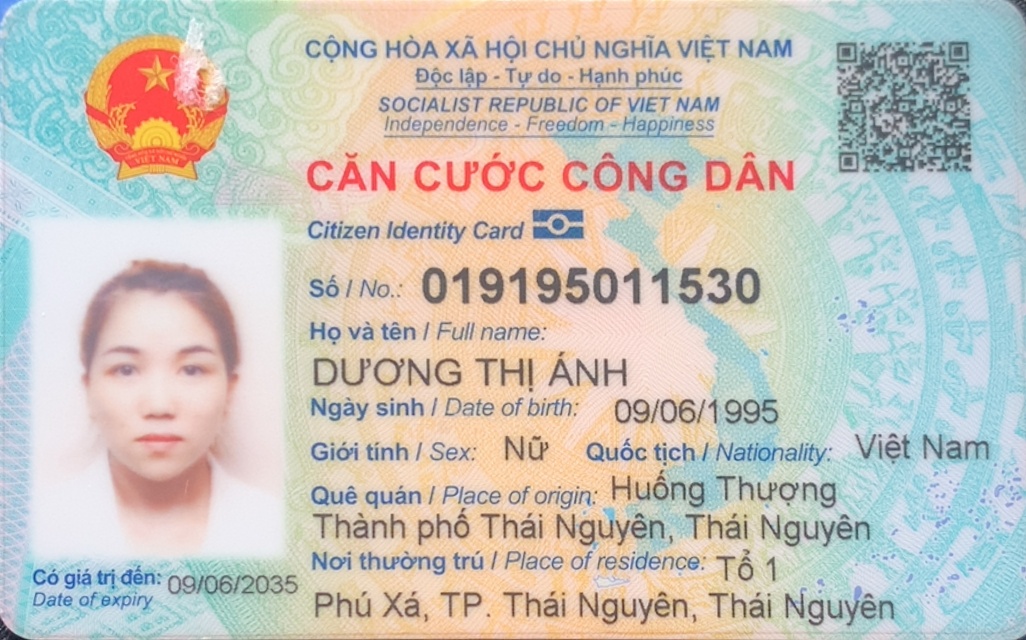 CỘNG HÒA XÃ HỘI CHỦ NGHĨA VIỆT NAM
Độc lập - Tự do - Hạnh phúc
SOCIALIST REPUBLIC OF VIET NAM
Independence - Freedom - Happiness
CĂN CƯỚC CÔNG DÂN
Citizen Identity Card
Số / No.: 019195011530
Họ và tên / Full name:
DƯƠNG THỊ ÁNH
Ngày sinh / Date of birth: 09/06/1995
Giới tính / Sex: Nữ Quốc tịch / Nationality: Việt Nam
Quê quán / Place of origin: Huống Thượng
Thành phố Thái Nguyên, Thái Nguyên
Nơi thường trú / Place of residence: Tổ 1
Phú Xá, TP. Thái Nguyên, Thái Nguyên
Có giá trị đến: 09/06/2035
Date of expiry
VIỆT NAM